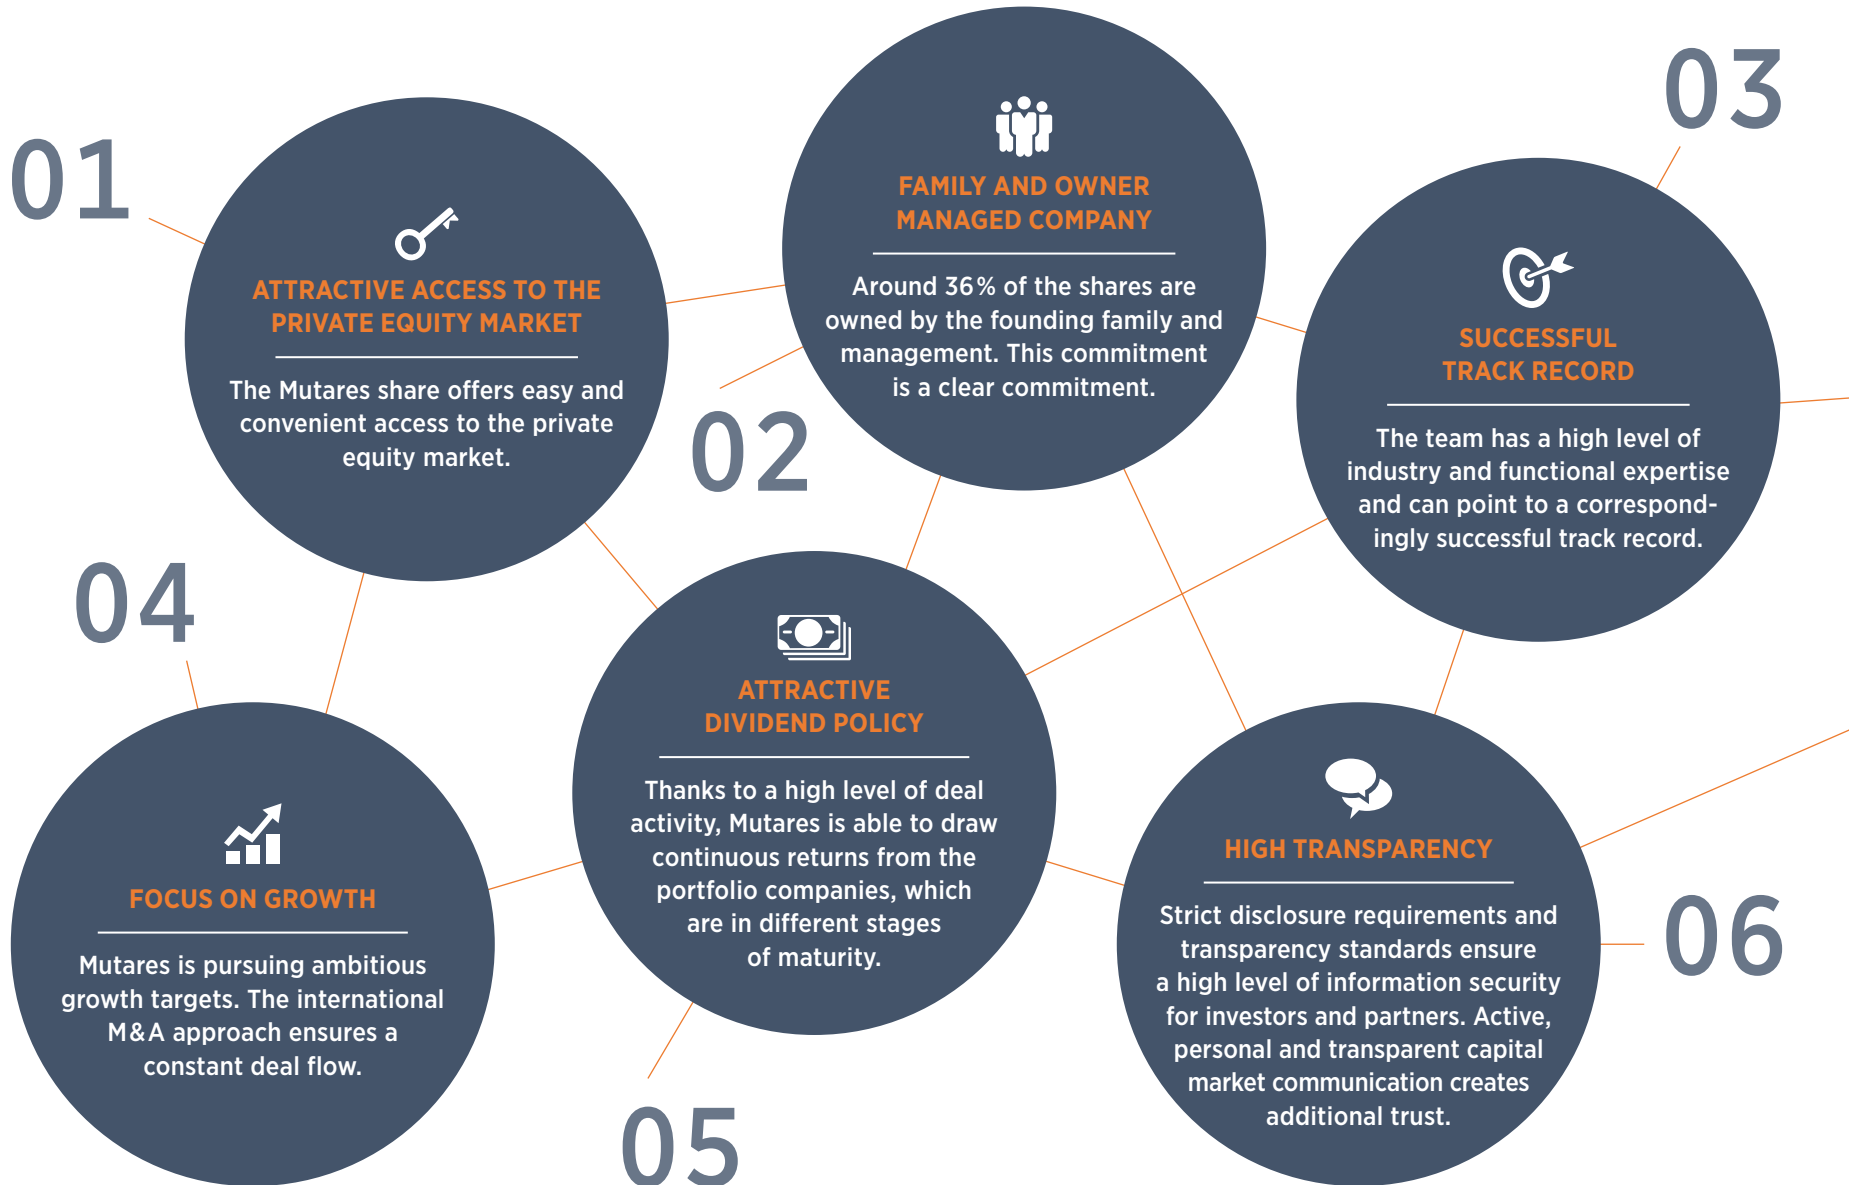 01
ATTRACTIVE ACCESS TO THE
PRIVATE EQUITY MARKET
The Mutares share offers easy and
convenient access to the private
equity market.
02
FAMILY AND OWNER
MANAGED COMPANY
Around 36% of the shares are
owned by the founding family and
management. This commitment
is a clear commitment.
03
SUCCESSFUL
TRACK RECORD
The team has a high level of
industry and functional expertise
and can point to a correspond-
ingly successful track record.
04
FOCUS ON GROWTH
Mutares is pursuing ambitious
growth targets. The international
M&A approach ensures a
constant deal flow.
05
ATTRACTIVE
DIVIDEND POLICY
Thanks to a high level of deal
activity, Mutares is able to draw
continuous returns from the
portfolio companies, which
are in different stages
of maturity.
06
HIGH TRANSPARENCY
Strict disclosure requirements and
transparency standards ensure
a high level of information security
for investors and partners. Active,
personal and transparent capital
market communication creates
additional trust.